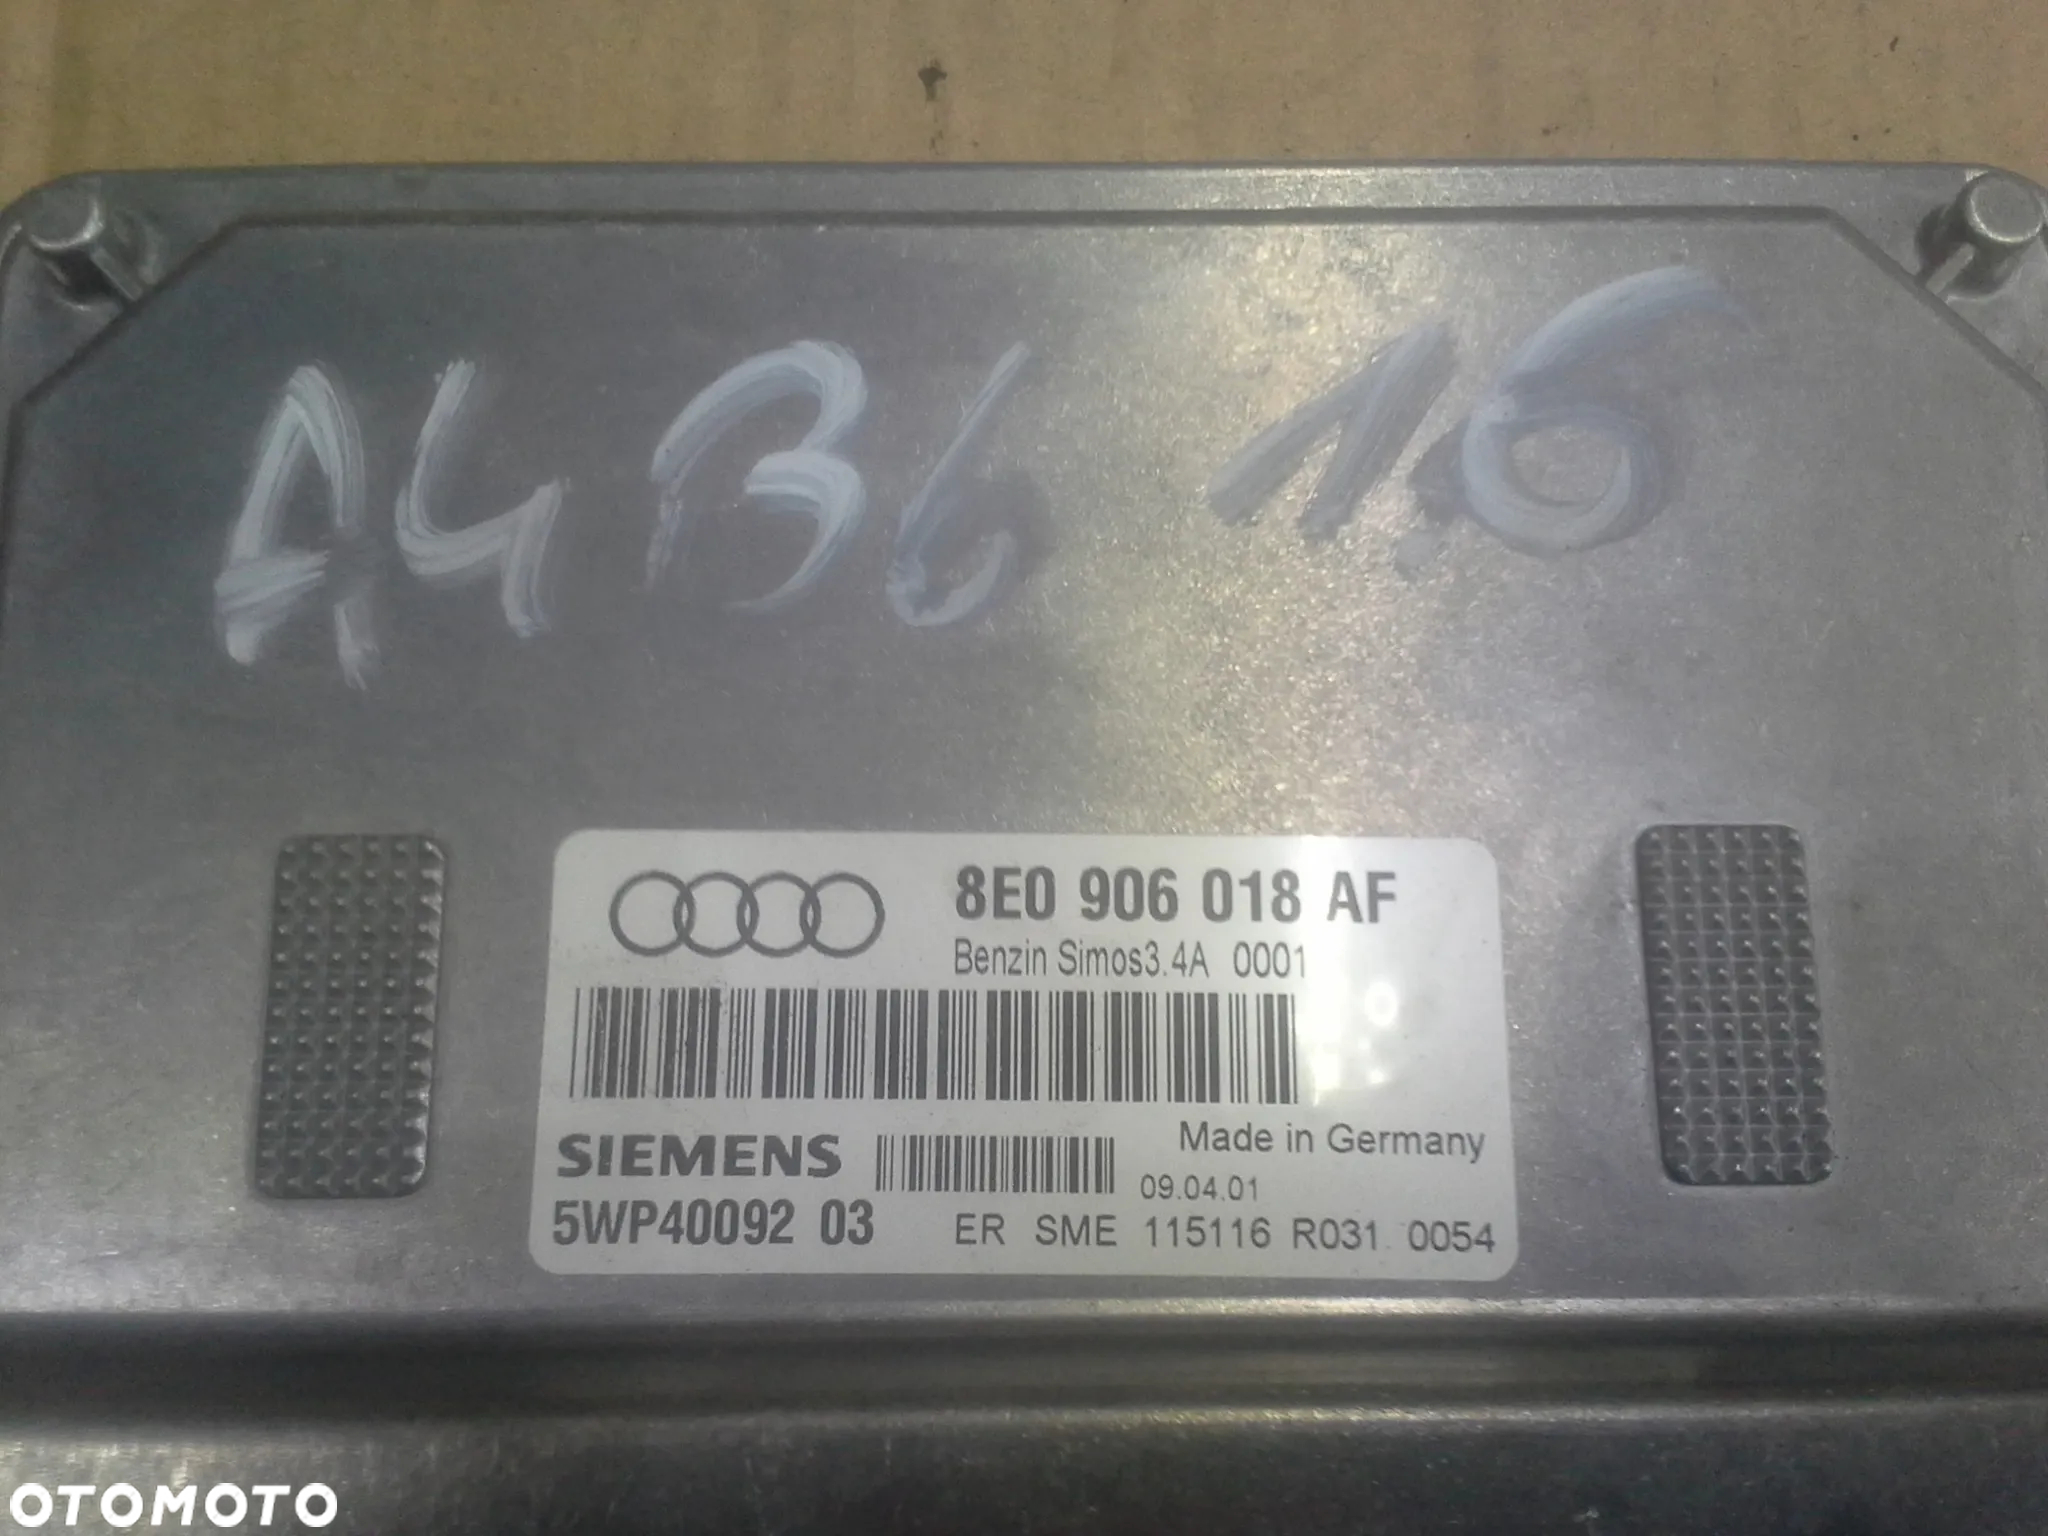 A4 B6 1.6
8E0 906 018 AF
Benzin Simos3.4A 0001
Made in Germany
SIEMENS
09.04.01
5WP40092 03 ER SME 115116 R031 0054
OTOMOTO